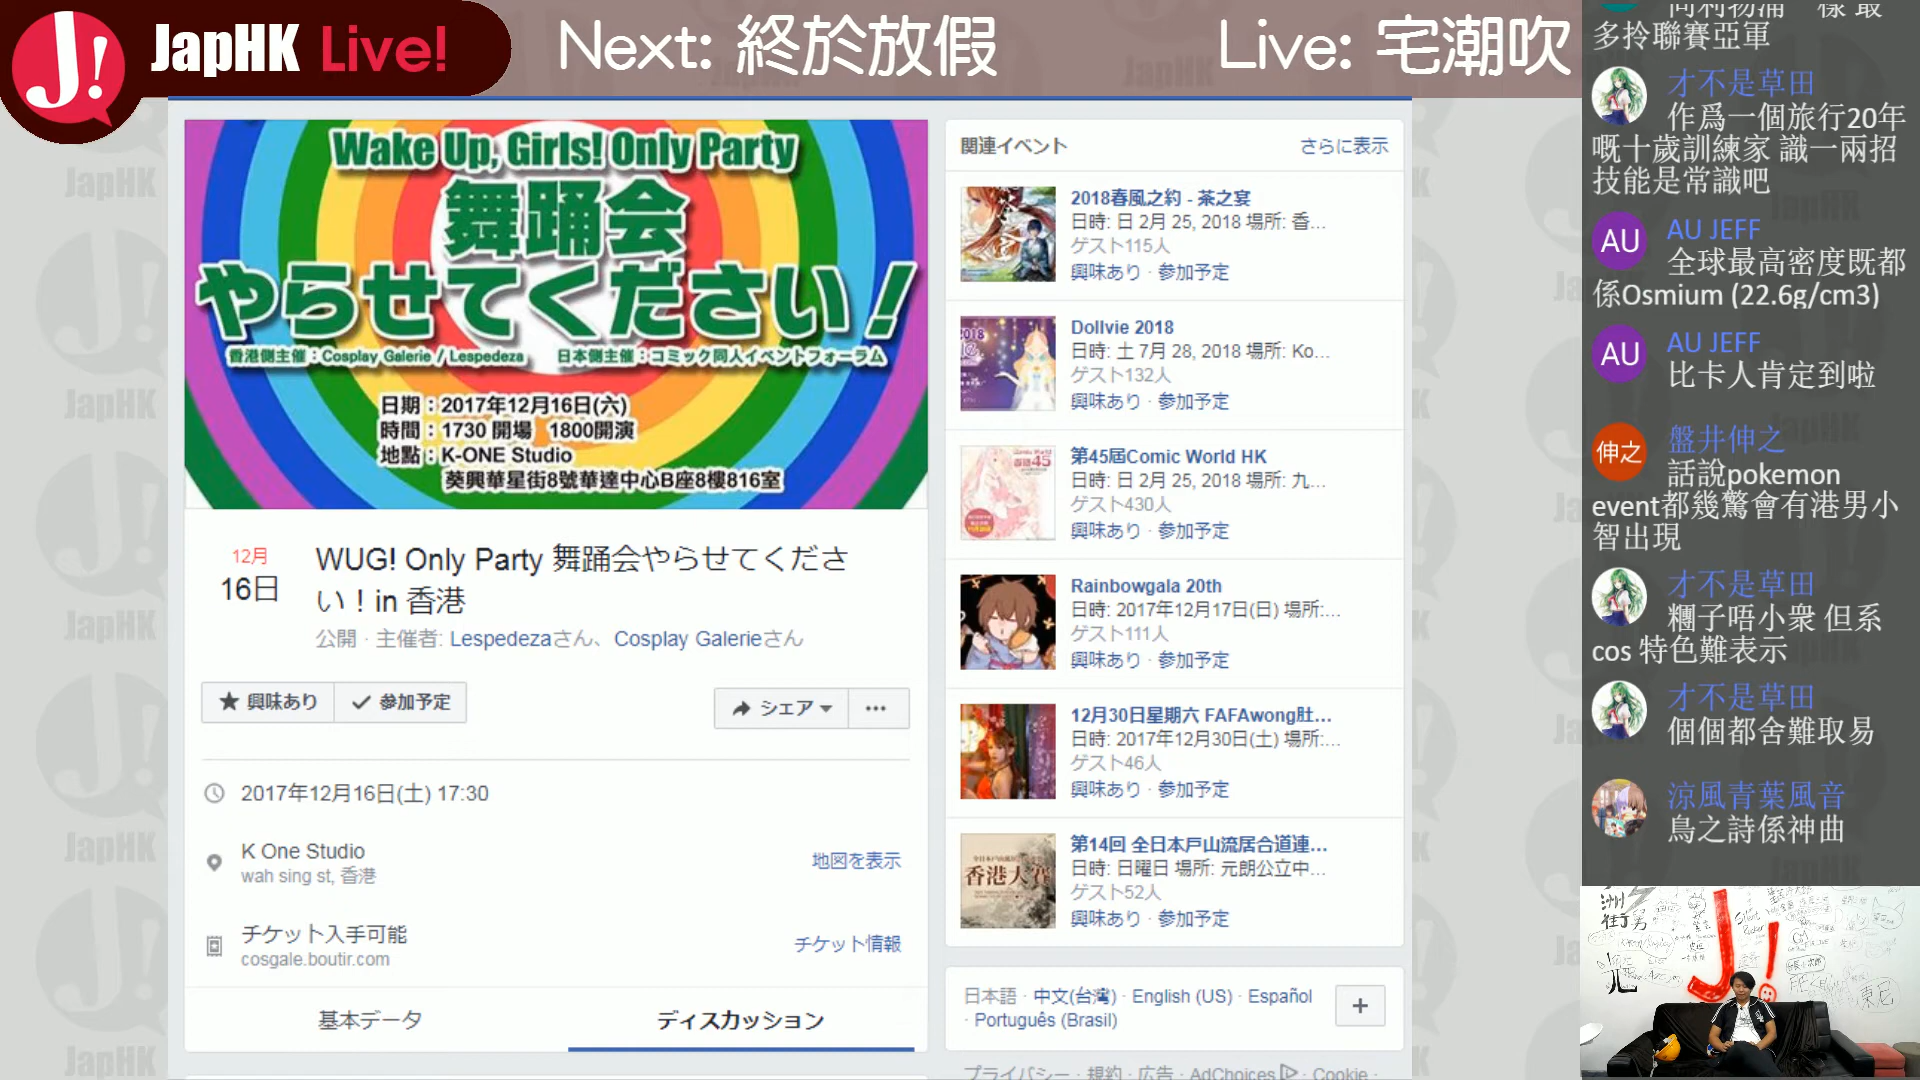 JapHK Live!
Next: 終於放假
Live: 宅潮吹
Wake Up, Girls! Only Party
舞踊会
やらせてください！
香港側主催：Cosplay Galerie / Lespedeza 日本側主催：コミック同人イベントフォーラム
日期：2017年12月16日(六)
時間：1730 開場 1800開演
地點：K-ONE Studio
葵興華星街8號華達中心B座8樓816室
12月
16日
WUG! Only Party 舞踊会やらせてくださ
い！in 香港
公開 · 主催者: Lespedezaさん、Cosplay Galerieさん
興味あり
参加予定
シェア
2017年12月16日(土) 17:30
K One Studio
wah sing st, 香港
地図を表示
チケット入手可能
cosgale.boutir.com
チケット情報
基本データ
ディスカッション
関連イベント
さらに表示
2018春風之約 - 茶之宴
日時: 日 2月 25, 2018 場所: 香...
ゲスト115人
興味あり · 参加予定
Dollvie 2018
日時: 土 7月 28, 2018 場所: Ko...
ゲスト132人
興味あり · 参加予定
第45屆Comic World HK
日時: 日 2月 25, 2018 場所: 九...
ゲスト430人
興味あり · 参加予定
Rainbowgala 20th
日時: 2017年12月17日(日) 場所:...
ゲスト111人
興味あり · 参加予定
12月30日星期六 FAFAwong肚...
日時: 2017年12月30日(土) 場所:...
ゲスト46人
興味あり · 参加予定
第14回 全日本戸山流居合道連...
日時: 日曜日 場所: 元朗公立中...
ゲスト52人
興味あり · 参加予定
日本語 · 中文(台灣) · English (US) · Español
· Português (Brasil)
プライバシー · 規約 · 広告 · AdChoices · Cookie ·
多拎聯賽亞軍
才不是草田
作爲一個旅行20年
嘅十歲訓練家 識一兩招
技能是常識吧
AU
AU JEFF
全球最高密度既都
係Osmium (22.6g/cm3)
AU
AU JEFF
比卡人肯定到啦
伸之
盤井伸之
話說pokemon
event都幾驚會有港男小
智出現
才不是草田
糰子唔小衆 但系
cos 特色難表示
才不是草田
個個都舍難取易
涼風青葉風音
鳥之詩係神曲